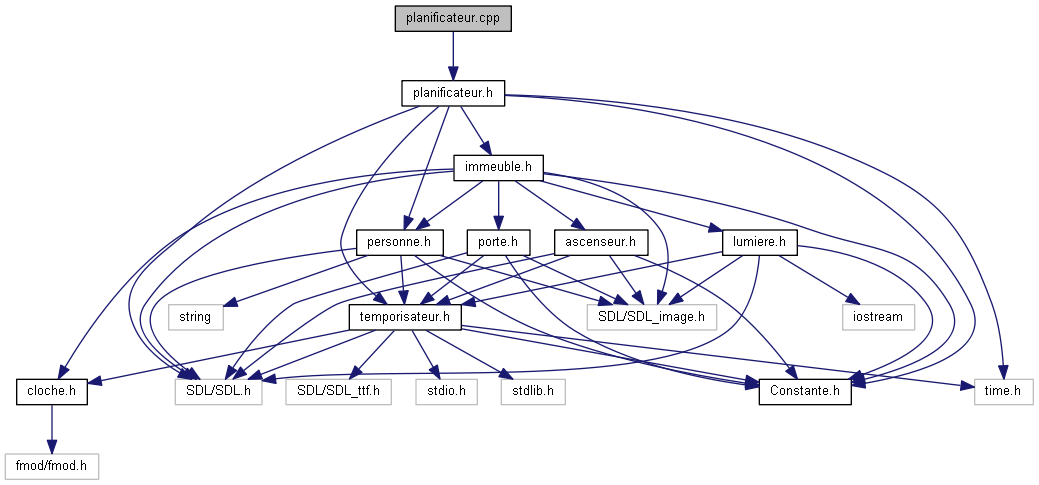 planificateur.cpp
planificateur.h
immeuble.h
personne.h
porte.h
ascenseur.h
lumiere.h
string
temporisateur.h
SDL/SDL_image.h
iostream
cloche.h
SDL/SDL.h
SDL/SDL_ttf.h
stdio.h
stdlib.h
Constante.h
time.h
fmod/fmod.h